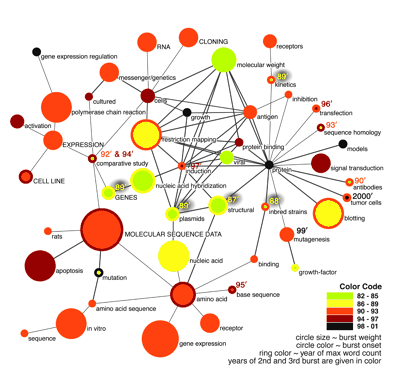 RNA
CLONING
receptors
gene expression regulation
molecular weight
messenger/genetics
89'
kinetics
cultured
cells
inhibition
96'
transfection
polymerase chain reaction
growth
antigen
activation
93'
sequence homology
restriction mapping
EXPRESSION
protein binding
models
92' & 94'
comparative study
97'
induction
viral
protein
signal transduction
CELL LINE
nucleic acid hybridization
90'
antibodies
89'
GENES
2000'
tumor cells
89'
plasmids
87'
structural
88'
inbred strains
blotting
rats
MOLECULAR SEQUENCE DATA
99'
mutagenesis
apoptosis
nucleic acid
binding
growth-factor
mutation
95'
base sequence
amino acid
amino acid sequence
Color Code
82 - 85
86 - 89
90 - 93
94 - 97
98 - 01
sequence
in vitro
receptor
gene expression
circle size ~ burst weight
circle color ~ burst onset
ring color ~ year of max word count
years of 2nd and 3rd burst are given in color